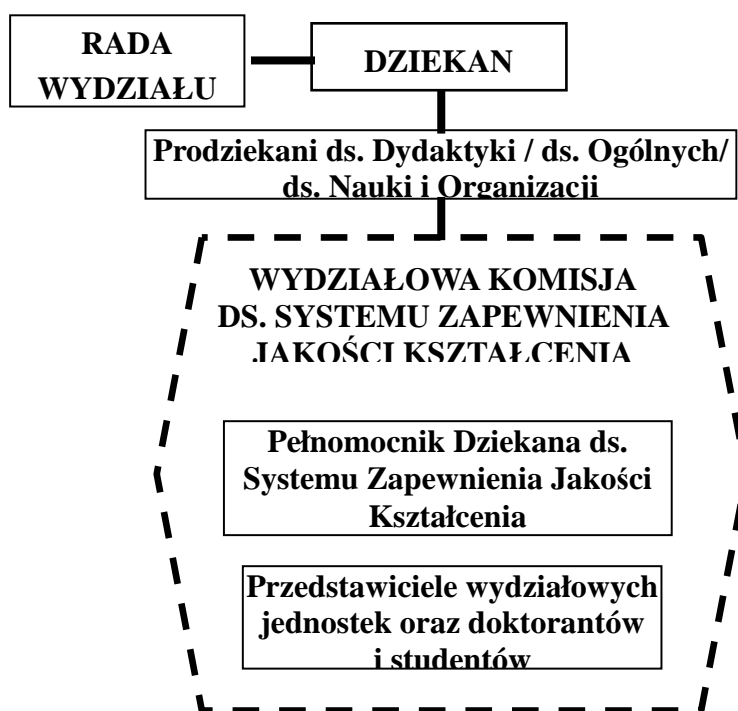 RADA
WYDZIAŁU
DZIEKAN
Prodziekani ds. Dydaktyki / ds. Ogólnych/
ds. Nauki i Organizacji
WYDZIAŁOWA KOMISJA
DS. SYSTEMU ZAPEWNIENIA
JAKOŚCI KSZTAŁCENIA
Pełnomocnik Dziekana ds.
Systemu Zapewnienia Jakości
Kształcenia
Przedstawiciele wydziałowych
jednostek oraz doktorantów
i studentów